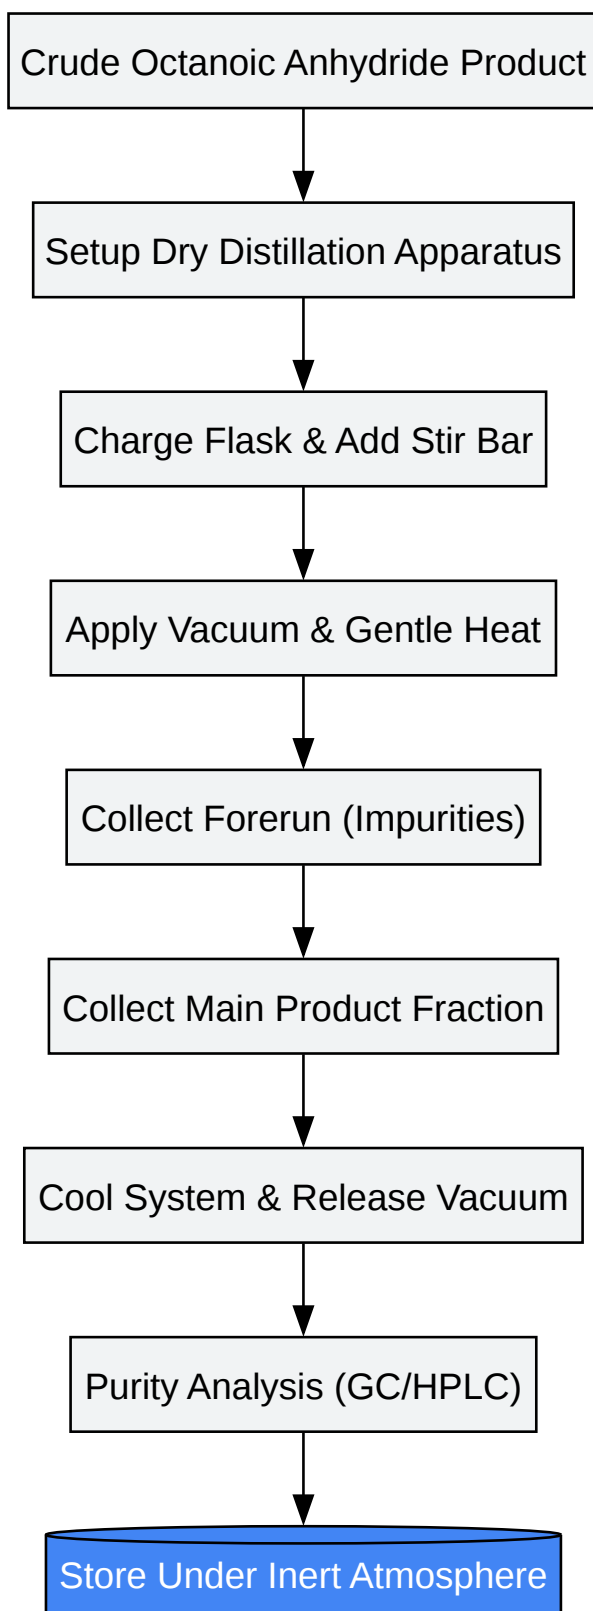 Crude Octanoic Anhydride Product
Setup Dry Distillation Apparatus
Charge Flask & Add Stir Bar
Apply Vacuum & Gentle Heat
Collect Forerun (Impurities)
Collect Main Product Fraction
Cool System & Release Vacuum
Purity Analysis (GC/HPLC)
Store Under Inert Atmosphere